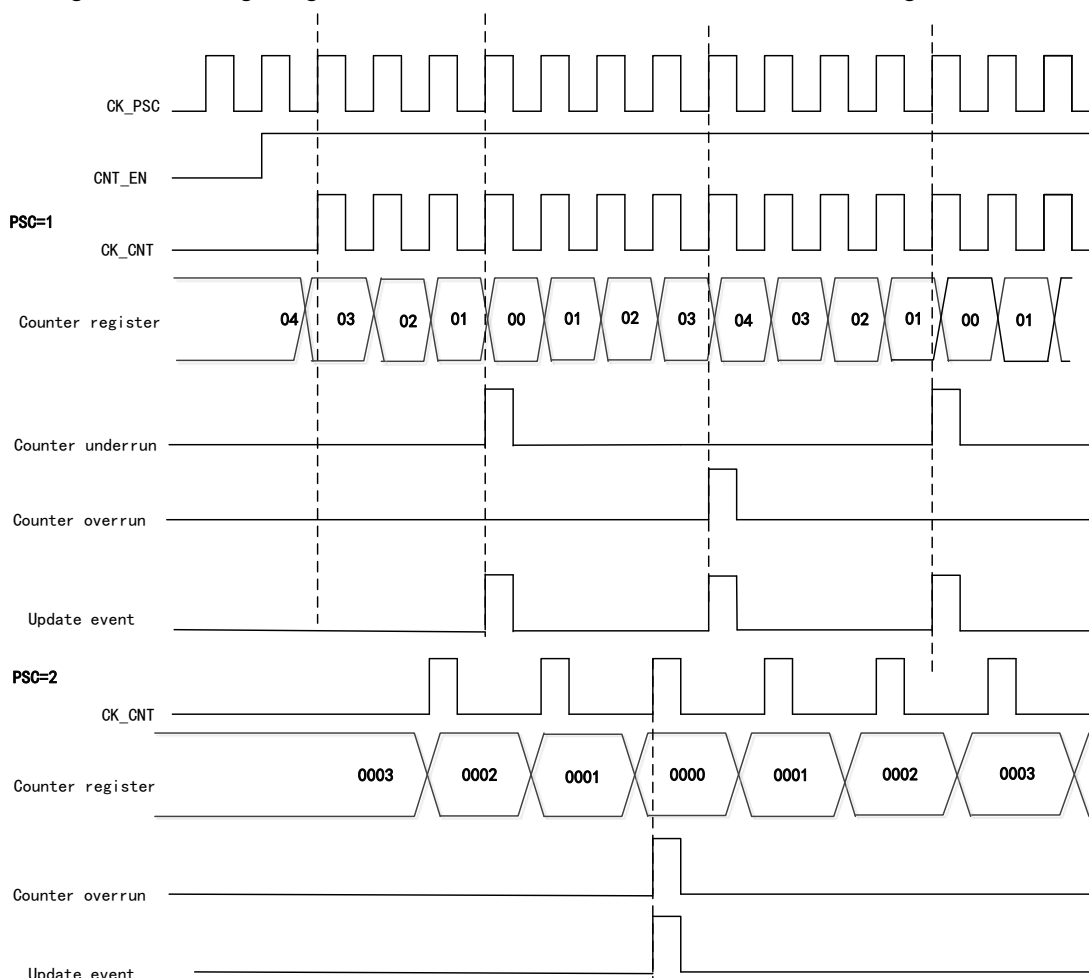 CK_PSC
CNT_EN
PSC=1
CK_CNT
Counter register 04 03 02 01 00 01 02 03 04 03 02 01 00 01
Counter underrun
Counter overrun
Update event
PSC=2
CK_CNT
Counter register 0003 0002 0001 0000 0001 0002 0003
Counter overrun
Update event